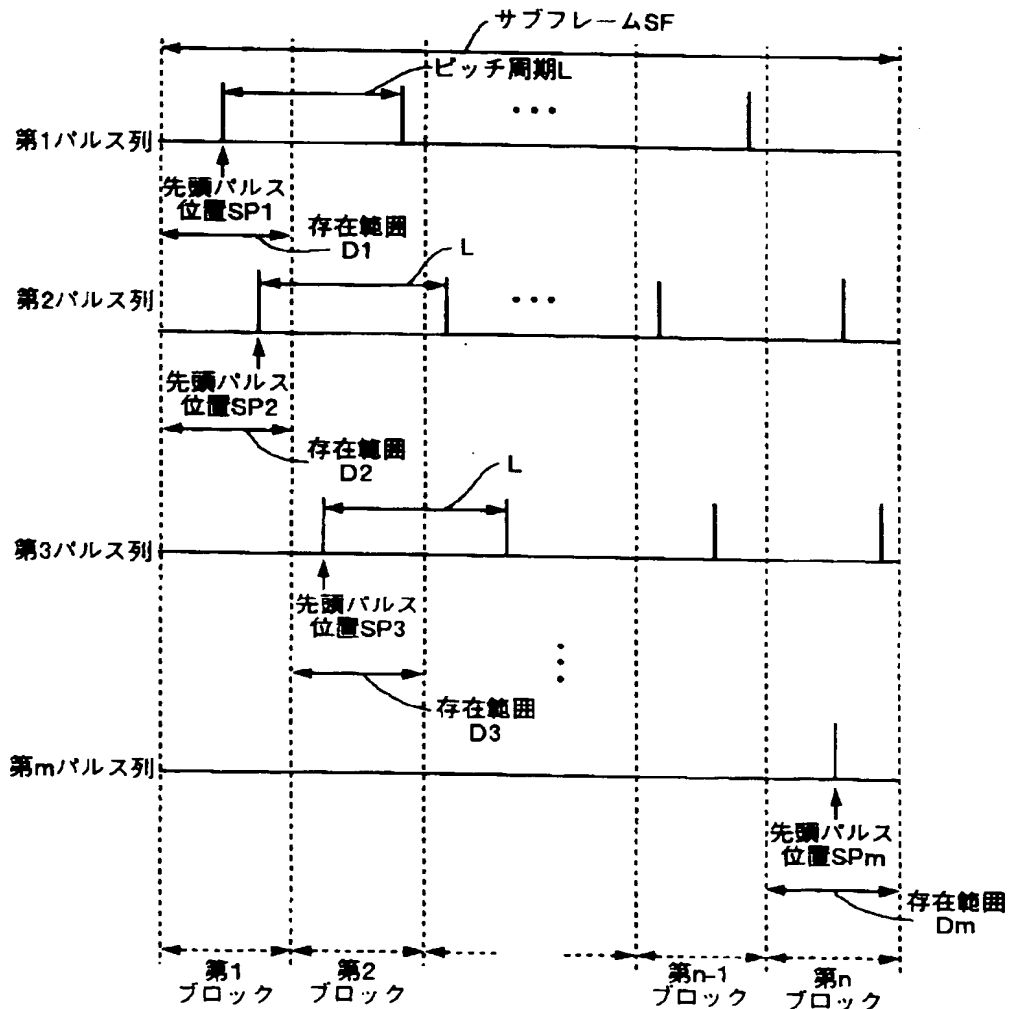 サブフレームSF
ピッチ周期L
・・・
第1パルス列
先頭パルス
位置SP1
存在範囲
D1
L
第2パルス列
・・・
先頭パルス
位置SP2
存在範囲
D2
L
第3パルス列
先頭パルス
位置SP3
存在範囲
D3
第mパルス列
先頭パルス
位置SPm
存在範囲
Dm
第1
ブロック
第2
ブロック
第n-1
ブロック
第n
ブロック